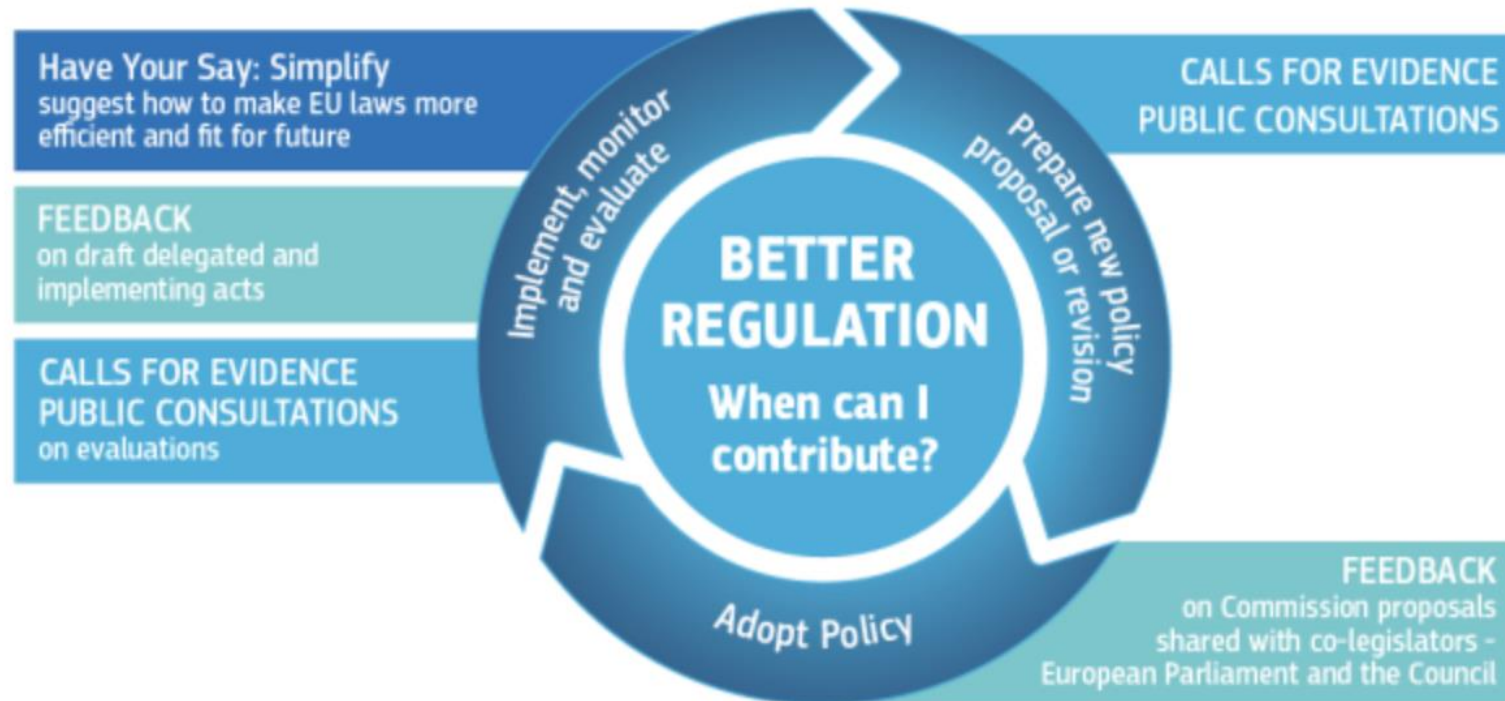 Have Your Say: Simplify
suggest how to make EU laws more
efficient and fit for future
FEEDBACK
on draft delegated and
implementing acts
CALLS FOR EVIDENCE
PUBLIC CONSULTATIONS
on evaluations
Implement, monitor
and evaluate
BETTER
REGULATION
When can I
contribute?
Prepare new policy
proposal or revision
Adopt Policy
CALLS FOR EVIDENCE
PUBLIC CONSULTATIONS
FEEDBACK
on Commission proposals
shared with co-legislators -
European Parliament and the Council